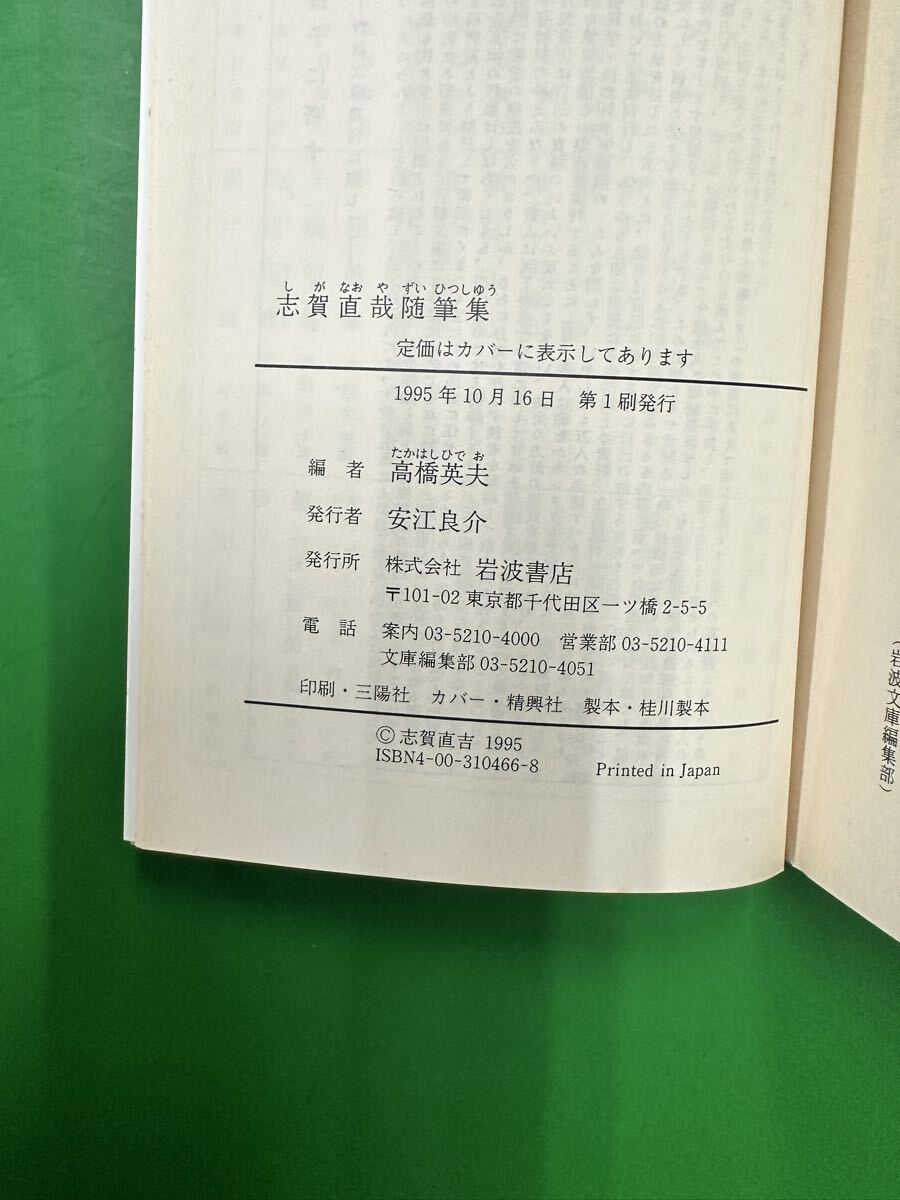 しがなおやずいひつしゆう
志賀直哉随筆集
定価はカバーに表示してあります
1995年10月16日　第1刷発行
たかはしひでお
編者　高橋英夫
発行者　安江良介
発行所　株式会社 岩波書店
〒101-02 東京都千代田区一ツ橋2-5-5
電話　案内 03-5210-4000　営業部 03-5210-4111
文庫編集部 03-5210-4051
印刷・三陽社　カバー・精興社　製本・桂川製本
©志賀直吉 1995
ISBN4-00-310466-8　Printed in Japan
（岩波文庫編集部）